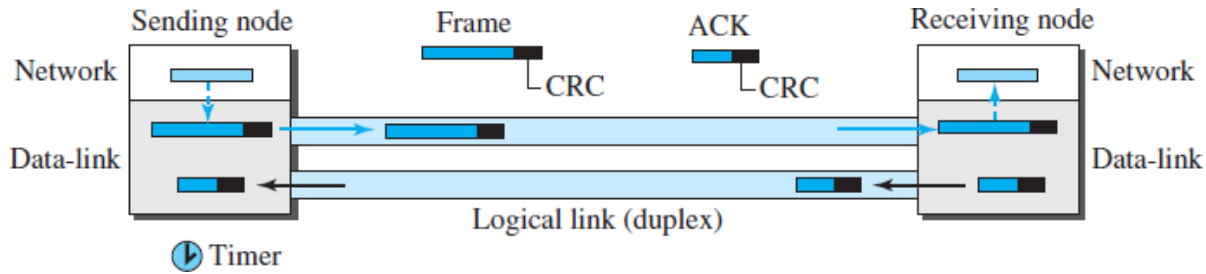 Sending node
Frame
ACK
Receiving node
Network
CRC
CRC
Network
Data-link
Data-link
Logical link (duplex)
Timer